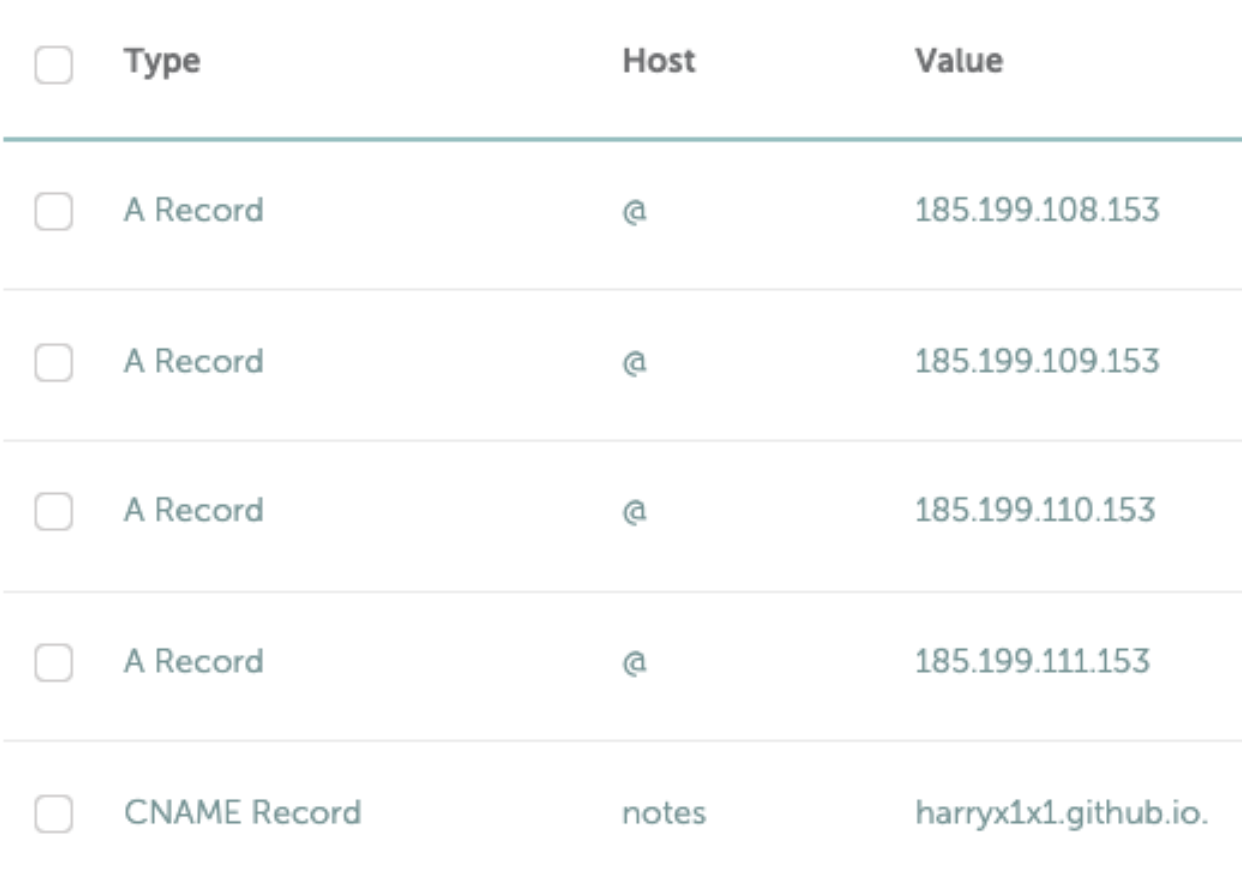 Type Host Value
A Record @ 185.199.108.153
A Record @ 185.199.109.153
A Record @ 185.199.110.153
A Record @ 185.199.111.153
CNAME Record notes harryx1x1.github.io.